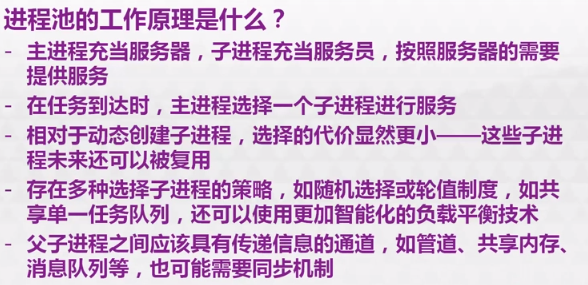 进程池的工作原理是什么？
- 主进程充当服务器，子进程充当服务员，按照服务器的需要
提供服务
- 在任务到达时，主进程选择一个子进程进行服务
- 相对于动态创建子进程，选择的代价显然更小——这些子进
程未来还可以被复用
- 存在多种选择子进程的策略，如随机选择或轮值制度，如共
享单一任务队列，还可以使用更加智能化的负载平衡技术
- 父子进程之间应该具有传递信息的通道，如管道、共享内存、
消息队列等，也可能需要同步机制